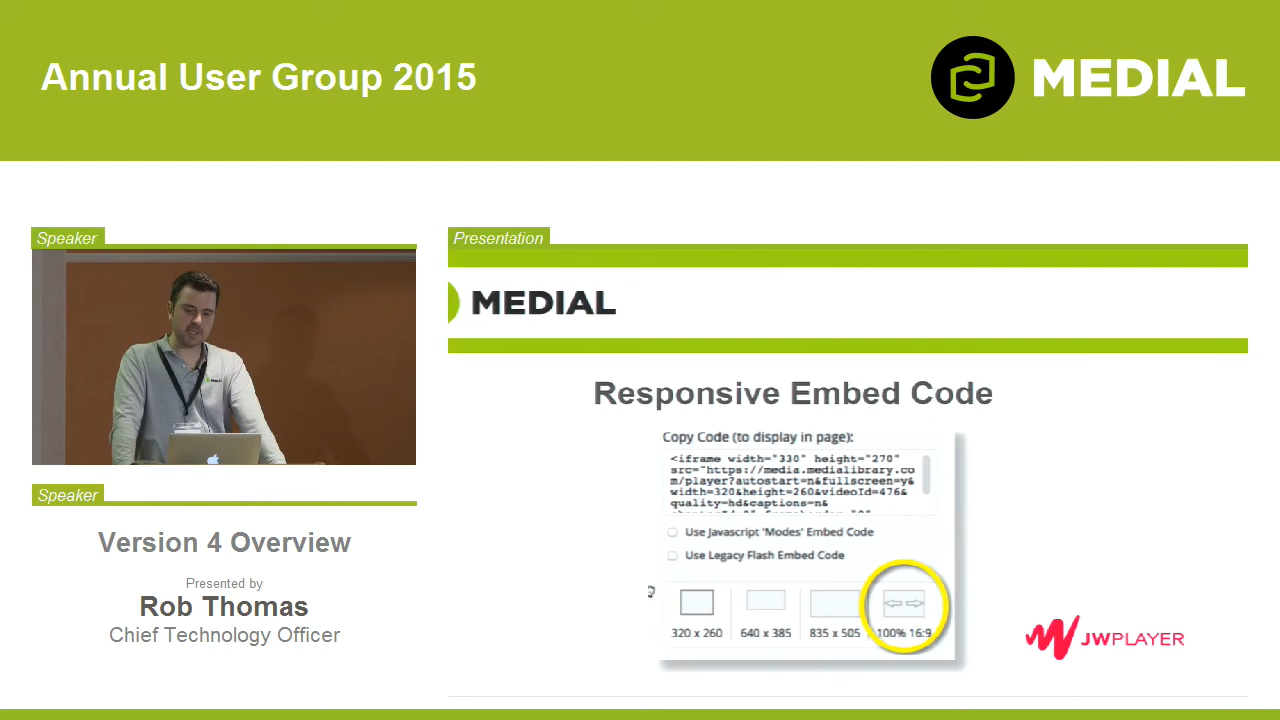 Annual User Group 2015
MEDIAL
Speaker
MEDIAL
Speaker
Version 4 Overview
Presented by
Rob Thomas
Chief Technology Officer
Presentation
MEDIAL
Responsive Embed Code
Copy Code (to display in page):
<iframe width="330" height="270"
src="https://media.medialibrary.co
m/player?autostart=n&fullscreen=y&
width=320&height=260&videoId=476&
quality=hd&captions=n&
Use Javascript 'Modes' Embed Code
Use Legacy Flash Embed Code
320 x 260 640 x 385 835 x 505 100% 16:9
JWPLAYER